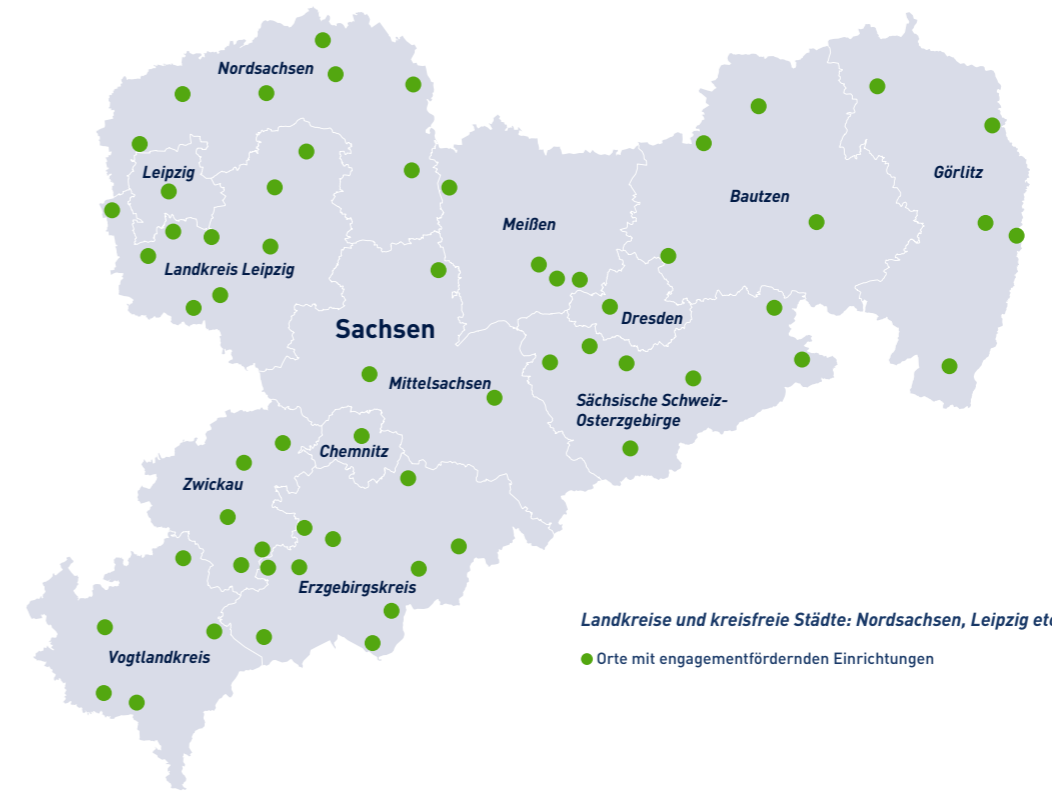 Nordsachsen
Leipzig
Görlitz
Bautzen
Meißen
Landkreis Leipzig
Dresden
Sachsen
Mittelsachsen
Sächsische Schweiz-
Osterzgebirge
Chemnitz
Zwickau
Erzgebirgskreis
Vogtlandkreis
Landkreise und kreisfreie Städte: Nordsachsen, Leipzig etc
Orte mit engagementfördernden Einrichtungen